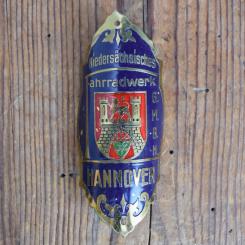 Niedersächsisches
Fahrradwerk
G.
M.
B.
H.
HANNOVER